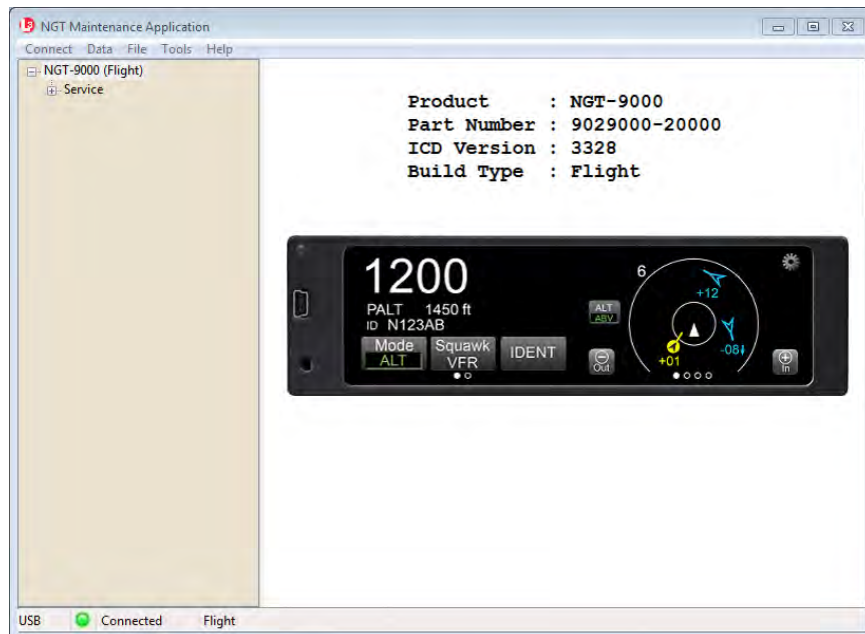 L3 NGT Maintenance Application
Connect Data File Tools Help
NGT-9000 (Flight)
Service
Product : NGT-9000
Part Number : 9029000-20000
ICD Version : 3328
Build Type : Flight
1200
PALT 1450 ft
ID N123AB
Mode
ALT
Squawk
VFR
IDENT
ALT
ABV
Out
6
+12
-08
+01
In
USB Connected Flight